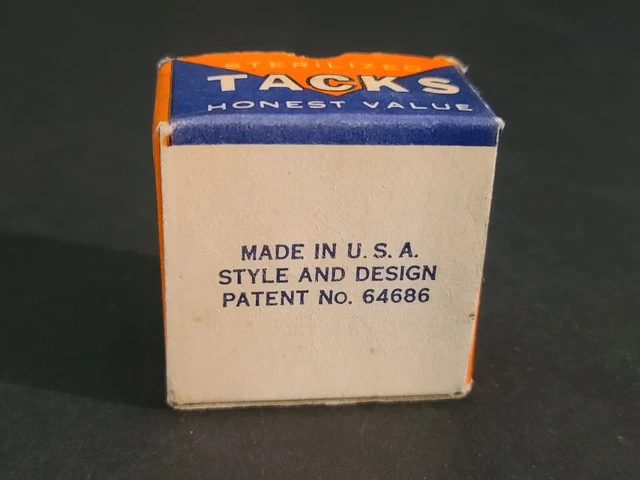 STERILIZED
TACKS
HONEST VALUE
MADE IN U. S. A.
STYLE AND DESIGN
PATENT No. 64686